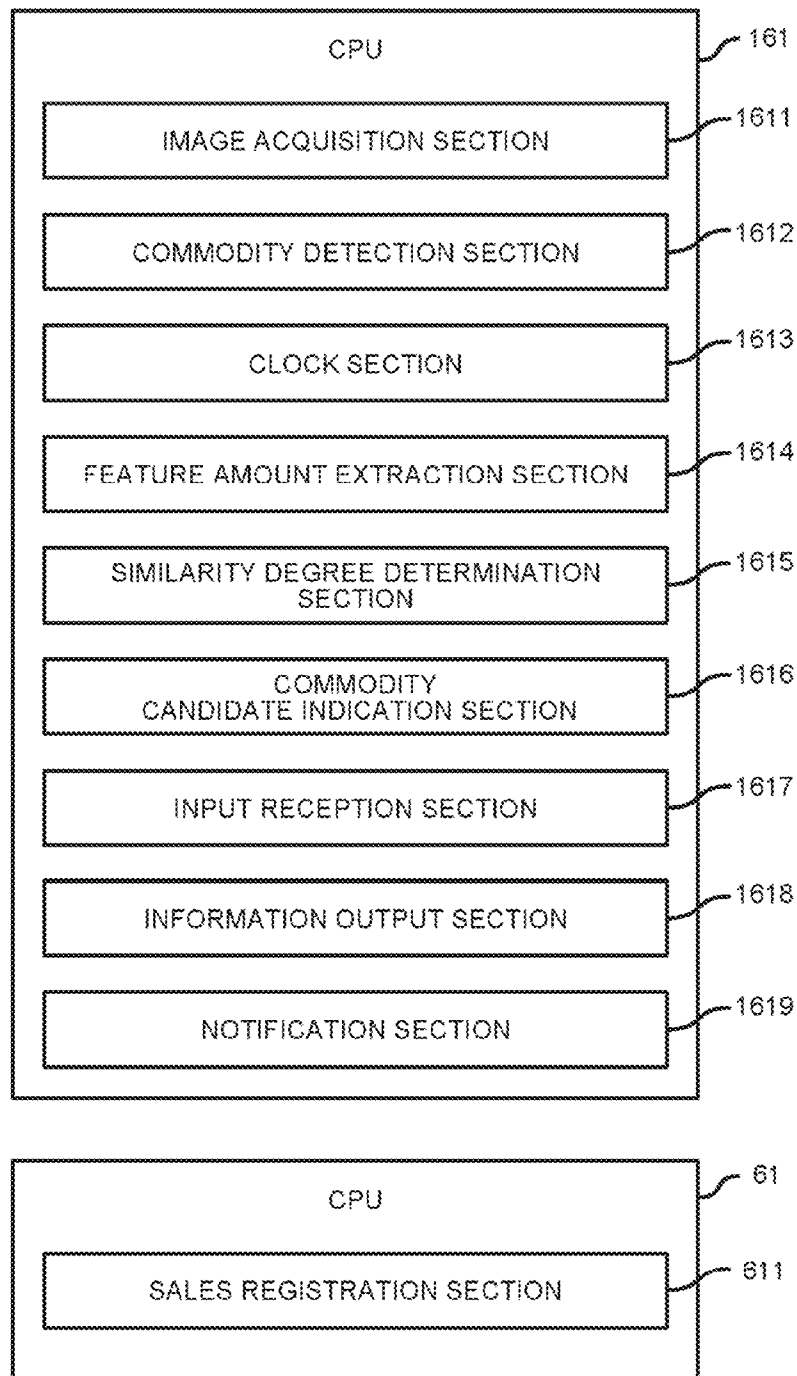 CPU
161
IMAGE ACQUISITION SECTION
1611
COMMODITY DETECTION SECTION
1612
CLOCK SECTION
1613
FEATURE AMOUNT EXTRACTION SECTION
1614
SIMILARITY DEGREE DETERMINATION
SECTION
1615
COMMODITY
CANDIDATE INDICATION SECTION
1616
INPUT RECEPTION SECTION
1617
INFORMATION OUTPUT SECTION
1618
NOTIFICATION SECTION
1619
CPU
61
SALES REGISTRATION SECTION
611